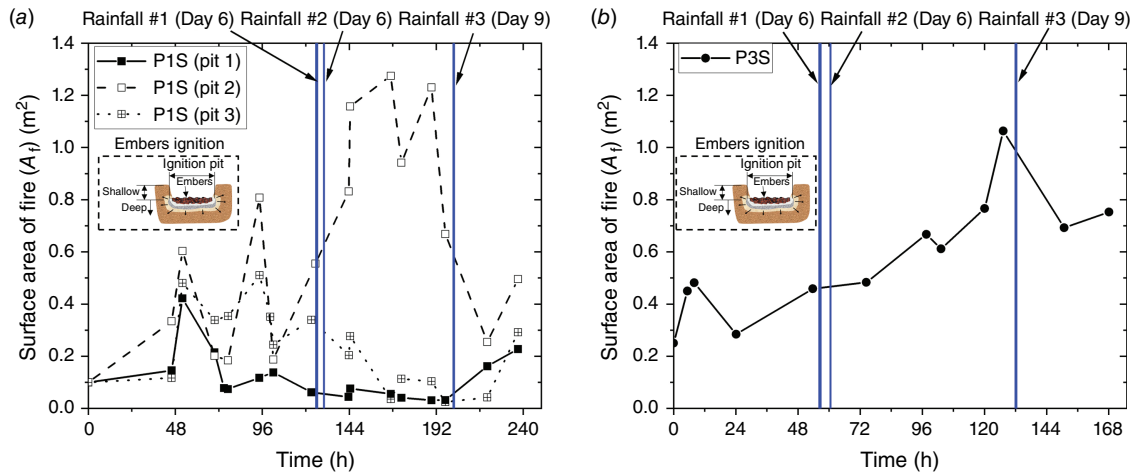 (a)
Rainfall #1 (Day 6) Rainfall #2 (Day 6) Rainfall #3 (Day 9)
1.4
1.2
1.0
0.8
0.6
0.4
0.2
0.0
Surface area of fire (Af) (m2)
P1S (pit 1)
P1S (pit 2)
P1S (pit 3)
Embers ignition
Ignition pit
Embers
Shallow
Deep
0 48 96 144 192 240
Time (h)
(b)
Rainfall #1 (Day 6) Rainfall #2 (Day 6) Rainfall #3 (Day 9)
1.4
1.2
1.0
0.8
0.6
0.4
0.2
0.0
Surface area of fire (Af) (m2)
P3S
Embers ignition
Ignition pit
Embers
Shallow
Deep
0 24 48 72 96 120 144 168
Time (h)